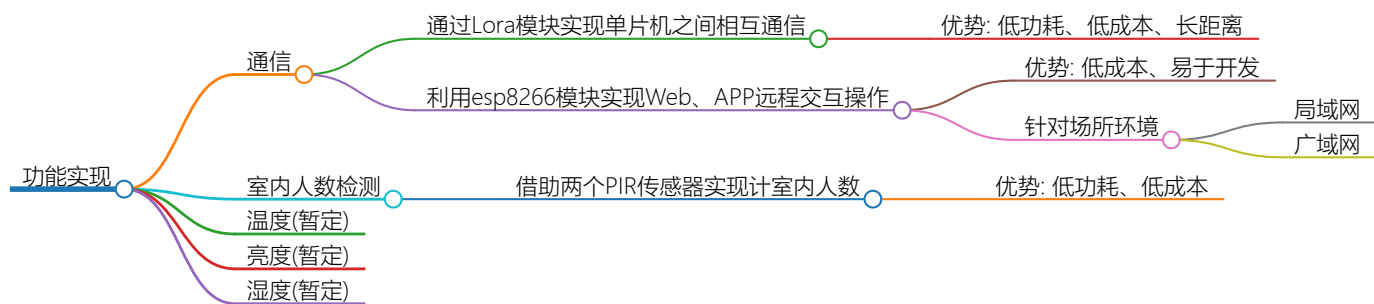 功能实现
通信
通过Lora模块实现单片机之间相互通信
优势: 低功耗、低成本、长距离
利用esp8266模块实现Web、APP远程交互操作
优势: 低成本、易于开发
针对场所环境
局域网
广域网
室内人数检测
借助两个PIR传感器实现计室内人数
优势: 低功耗、低成本
温度(暂定)
亮度(暂定)
湿度(暂定)